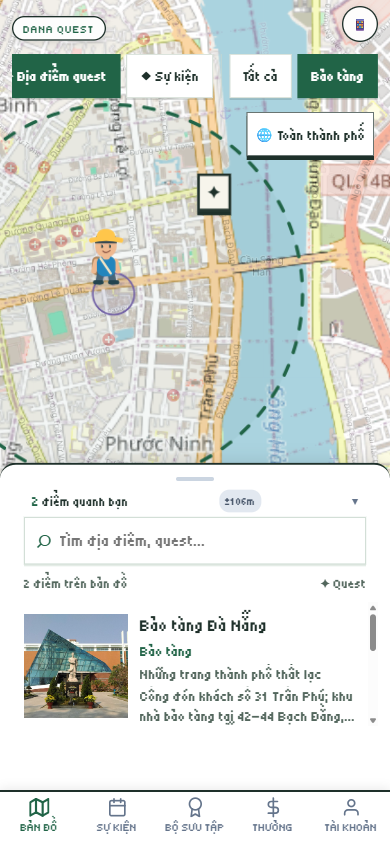 DANA QUEST
Địa điểm quest
◆ Sự kiện
Tất cả
Bảo tàng
🌐 Toàn thành phố
QL14B
Cầu Sông Hàn
Trần Phú
Phước Ninh
2 điểm quanh bạn
±106m
▼
Tìm địa điểm, quest...
2 điểm trên bản đồ
✦ Quest
Bảo tàng Đà Nẵng
Bảo tàng
Những trang thành phố thất lạc
Cổng đón khách số 31 Trần Phú; khu
nhà bảo tàng tại 42–44 Bạch Đằng,...
BẢN ĐỒ
SỰ KIỆN
BỘ SƯU TẬP
THƯỞNG
TÀI KHOẢN